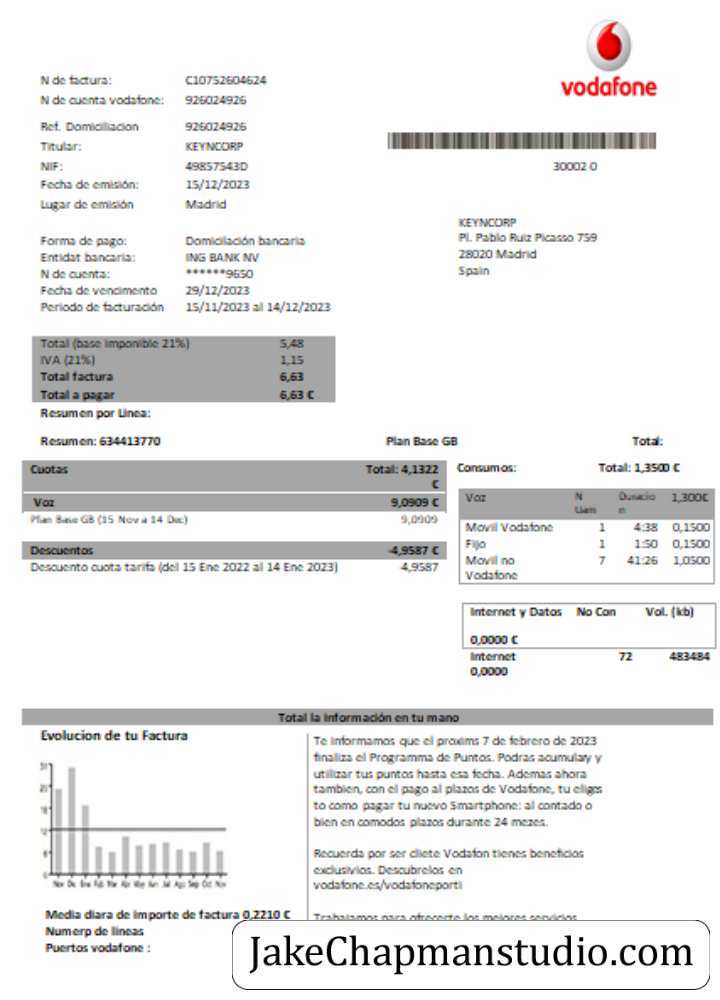 vodafone
N de factura: C10752604624
N de cuenta vodafone: 926024926
Ref. Domiciliacion 926024926
Titular: KEYNCORP
NIF: 49857543D
30002 0
Fecha de emisión: 15/12/2023
Lugar de emisión Madrid
KEYNCORP
Pl. Pablo Ruiz Picasso 759
28020 Madrid
Spain
Forma de pago: Domicilación bancaria
Entidat bancaria: ING BANK NV
N de cuenta: ******9650
Fecha de vencimento 29/12/2023
Periodo de facturación 15/11/2023 al 14/12/2023
Total (base imponible 21%) 5,48
IVA (21%) 1,15
Total factura 6,63
Total a pagar 6,63 €
Resumen por Linea:
Resumen: 634413770 Plan Base GB Total:
Cuotas Total: 4,1322
€
Voz 9,0909 €
Plan Base GB (15 Nov a 14 Dec) 9,0909
Descuentos -4,9587 €
Descuento cuota tarifa (del 15 Ene 2022 al 14 Ene 2023) 4,9587
Consumos: Total: 1,3500 €
Voz N Duracio 1,300€
n
Movil Vodafone 1 4:38 0,1500
Fijo 1 1:50 0,1500
Movil no 7 41:26 1,0500
Vodafone
Internet y Datos No Con Vol. (kb)
0,0000 €
Internet 72 483484
0,0000
Total la información en tu mano
Evolucion de tu Factura
Nov Dic Ene Feb Mar Abr May Jun Jul Ago Sep Oct Nov
Media diara de importe de factura 0,2210 €
Numerp de lineas
Puertos vodafone :
Te informamos que el proxims 7 de febrero de 2023
finaliza el Programa de Puntos. Podras acumulary y
utilizar tus puntos hasta esa fecha. Ademas ahora
tambien, con el pago al plazos de Vodafone, tu eliges
to como pagar tu nuevo Smartphone: al contado o
bien en comodos plazos durante 24 mezes.
Recuerda por ser cliete Vodafon tienes beneficios
exclusivios. Descubrelos en
vodafone.es/vodafoneporti
Trabajamos para ofrecerte los mejores servicios
JakeChapmanstudio.com